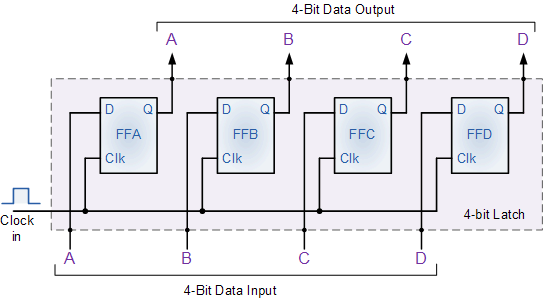 4-Bit Data Output
A B C D
D Q D Q D Q D Q
FFA FFB FFC FFD
Clk Clk Clk Clk
Clock
in
4-bit Latch
A B C D
4-Bit Data Input